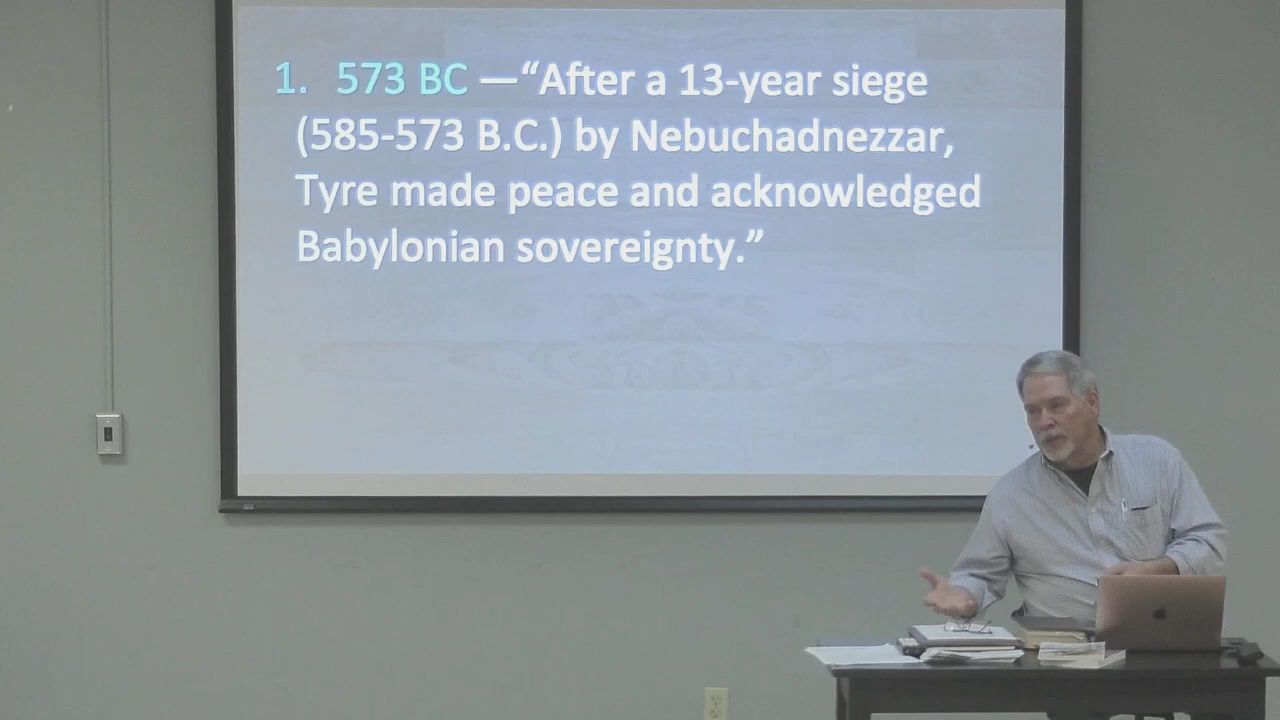 1. 573 BC —“After a 13-year siege
(585-573 B.C.) by Nebuchadnezzar,
Tyre made peace and acknowledged
Babylonian sovereignty.”